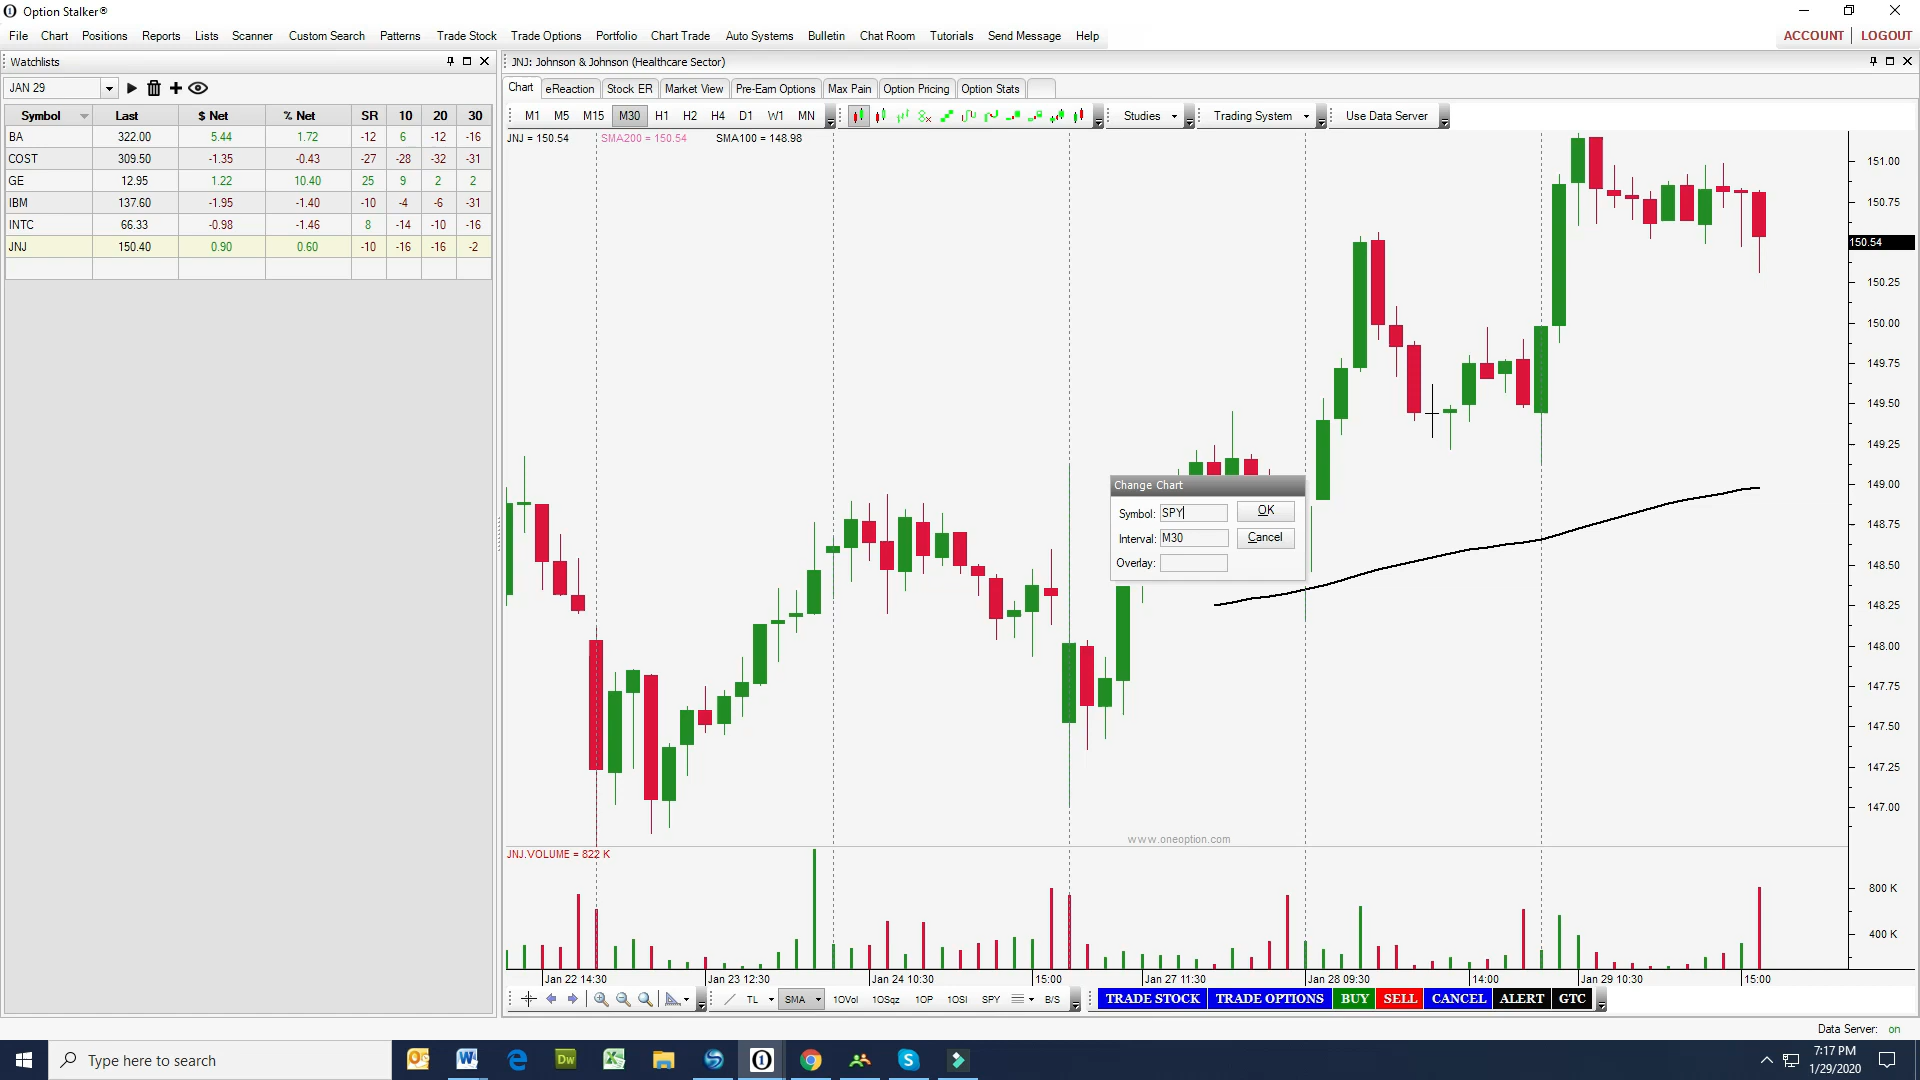 Option Stalker®
File Chart Positions Reports Lists Scanner Custom Search Patterns Trade Stock Trade Options Portfolio Chart Trade Auto Systems Bulletin Chat Room Tutorials Send Message Help ACCOUNT LOGOUT
Watchlists
JAN 29
Symbol Last $ Net % Net SR 10 20 30
BA 322.00 5.44 1.72 -12 6 -12 -16
COST 309.50 -1.35 -0.43 -27 -28 -32 -31
GE 12.95 1.22 10.40 25 9 2 2
IBM 137.60 -1.95 -1.40 -10 -4 -6 -31
INTC 66.33 -0.98 -1.46 8 -14 -10 -16
JNJ 150.40 0.90 0.60 -10 -16 -16 -2
JNJ: Johnson & Johnson (Healthcare Sector)
Chart eReaction Stock ER Market View Pre-Earn Options Max Pain Option Pricing Option Stats
M1 M5 M15 M30 H1 H2 H4 D1 W1 MN Studies Trading System Use Data Server
JNJ = 150.54 SMA200 = 150.54 SMA100 = 148.98
151.00
150.75
150.54
150.25
150.00
149.75
149.50
149.25
149.00
148.75
148.50
148.25
148.00
147.75
147.50
147.25
147.00
Change Chart
Symbol: SPY OK
Interval: M30 Cancel
Overlay:
www.oneoption.com
JNJ.VOLUME = 822 K
800 K
400 K
Jan 22 14:30 Jan 23 12:30 Jan 24 10:30 15:00 Jan 27 11:30 Jan 28 09:30 14:00 Jan 29 10:30 15:00
TL SMA 1OVol 1OSqz 1OP 1OSI SPY B/S TRADE STOCK TRADE OPTIONS BUY SELL CANCEL ALERT GTC
Data Server: on
Type here to search
7:17 PM
1/29/2020